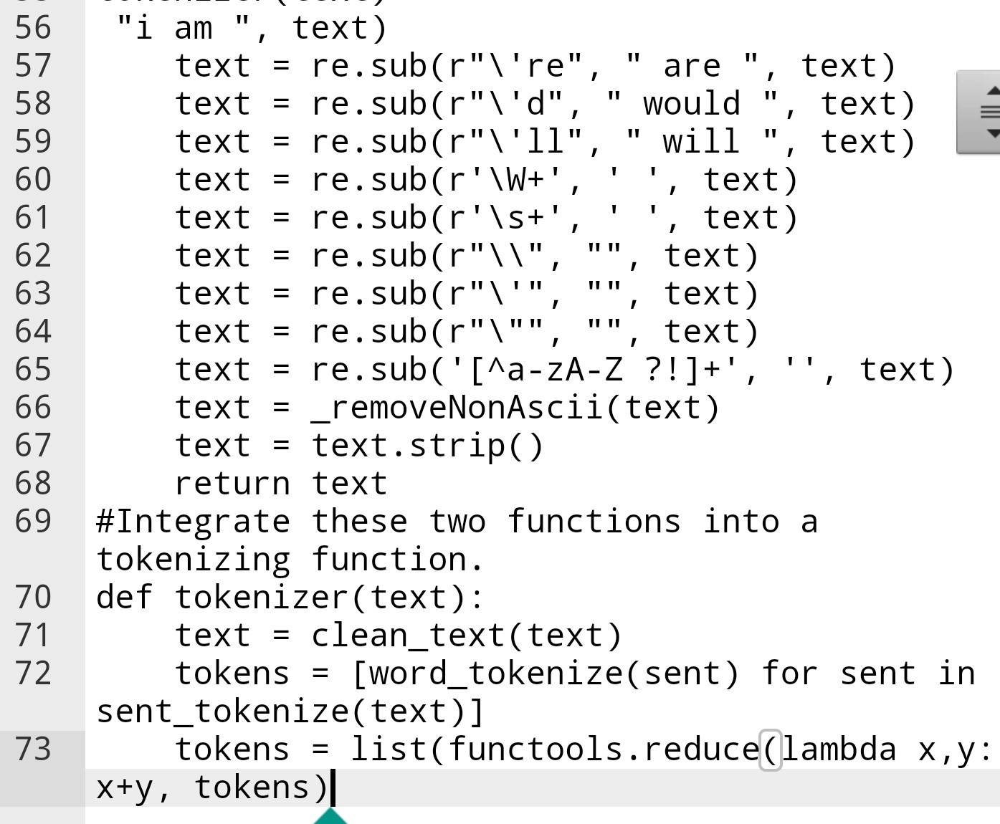 56 "i am ", text)
57 text = re.sub(r"\'re", " are ", text)
58 text = re.sub(r"\'d", " would ", text)
59 text = re.sub(r"\'ll", " will ", text)
60 text = re.sub(r'\W+', ' ', text)
61 text = re.sub(r'\s+', ' ', text)
62 text = re.sub(r"\\", "", text)
63 text = re.sub(r"\'", "", text)
64 text = re.sub(r"\"", "", text)
65 text = re.sub('[^a-zA-Z ?!]+', '', text)
66 text = _removeNonAscii(text)
67 text = text.strip()
68 return text
69 #Integrate these two functions into a
tokenizing function.
70 def tokenizer(text):
71 text = clean_text(text)
72 tokens = [word_tokenize(sent) for sent in
sent_tokenize(text)]
73 tokens = list(functools.reduce(lambda x,y:
x+y, tokens)